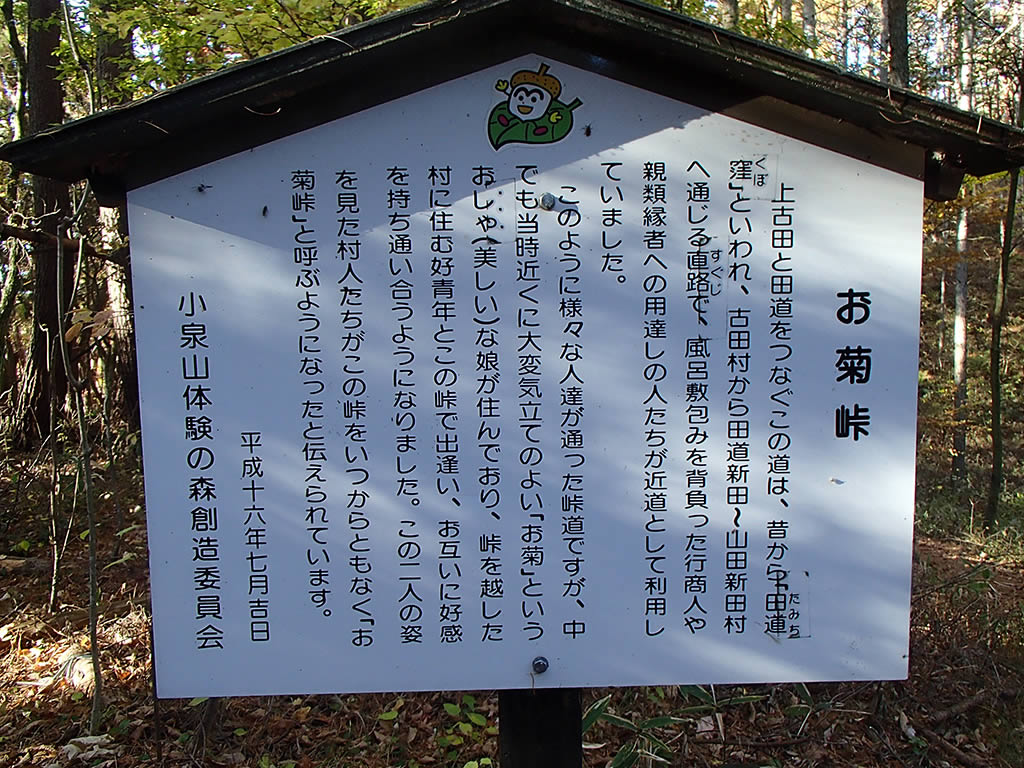 お菊峠
上古田と田道をつなぐこの道は、昔から「田道
たみち
窪」といわれ、古田村から田道新田~山田新田村
くぼ
へ通じる直路で、風呂敷包みを背負った行商人や
すぐじ
親類縁者への用達しの人たちが近道として利用し
ていました。
このように様々な人達が通った峠道ですが、中
でも当時近くに大変気立てのよい「お菊」という
おしゃ(美しい)な娘が住んでおり、峠を越した
村に住む好青年とこの峠で出逢い、お互いに好感
を持ち通い合うようになりました。この二人の姿
を見た村人たちがこの峠をいつからともなく「お
菊峠」と呼ぶようになったと伝えられています。
平成十六年七月吉日
小泉山体験の森創造委員会